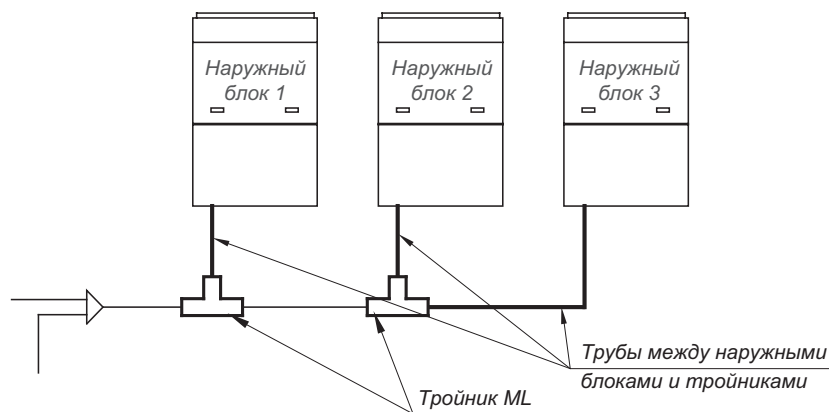 Наружный
блок 1
Наружный
блок 2
Наружный
блок 3
Трубы между наружными
блоками и тройниками
Тройник ML